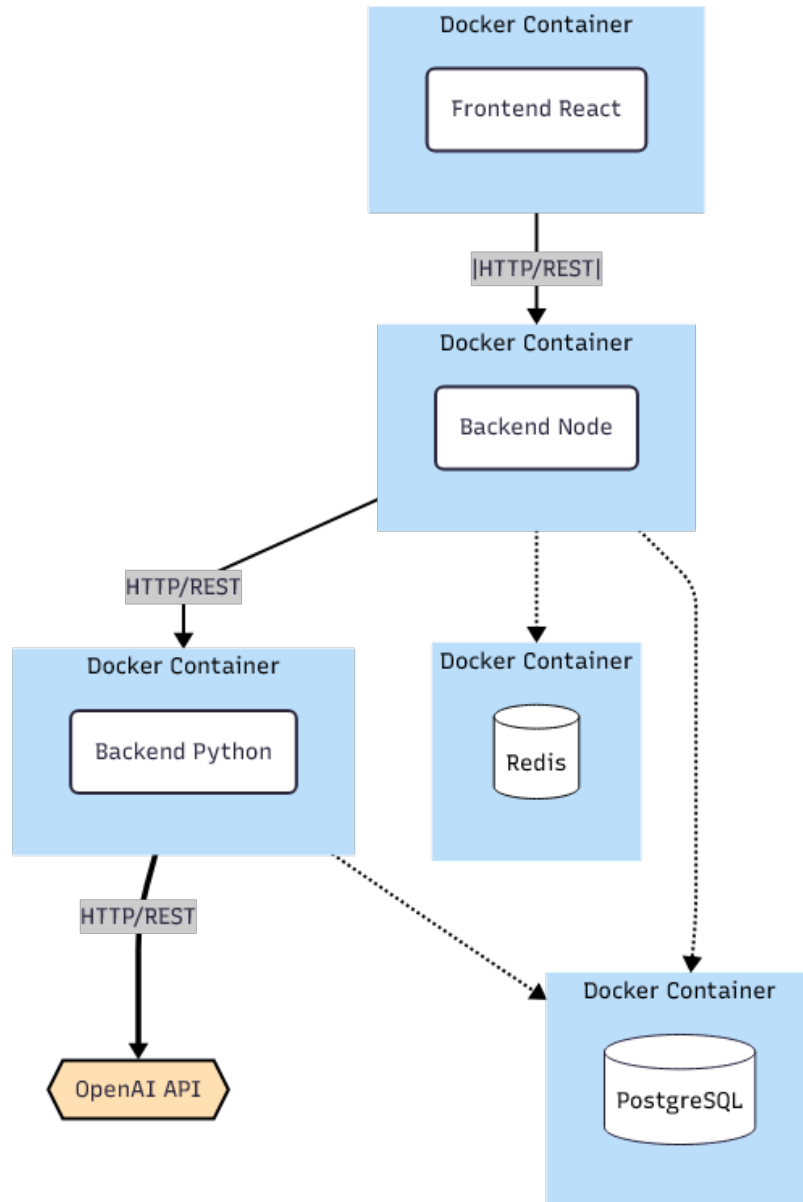 Docker Container
Frontend React
|HTTP/REST|
Docker Container
Backend Node
HTTP/REST
Docker Container
Backend Python
Docker Container
Redis
HTTP/REST
Docker Container
OpenAI API
PostgreSQL